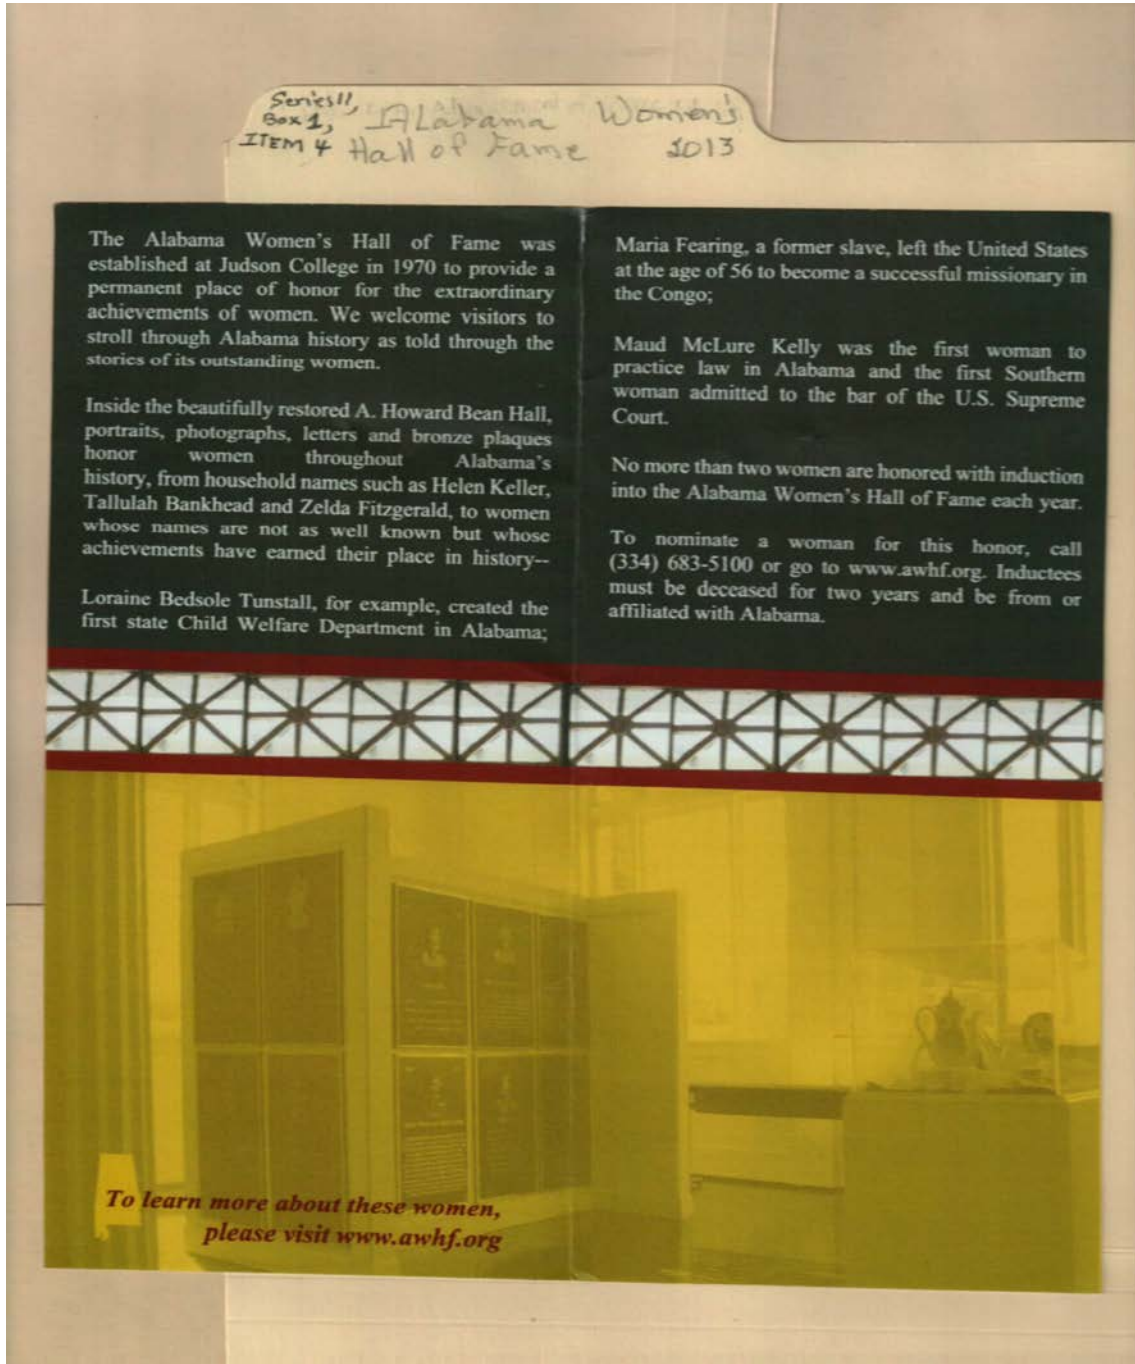 Series 11,
Box 1,
ITEM 4
Alabama Women's
Hall of Fame 2013
The Alabama Women's Hall of Fame was
established at Judson College in 1970 to provide a
permanent place of honor for the extraordinary
achievements of women. We welcome visitors to
stroll through Alabama history as told through the
stories of its outstanding women.
Inside the beautifully restored A. Howard Bean Hall,
portraits, photographs, letters and bronze plaques
honor women throughout Alabama's
history, from household names such as Helen Keller,
Tallulah Bankhead and Zelda Fitzgerald, to women
whose names are not as well known but whose
achievements have earned their place in history--
Loraine Bedsole Tunstall, for example, created the
first state Child Welfare Department in Alabama;
Maria Fearing, a former slave, left the United States
at the age of 56 to become a successful missionary in
the Congo;
Maud McLure Kelly was the first woman to
practice law in Alabama and the first Southern
woman admitted to the bar of the U.S. Supreme
Court.
No more than two women are honored with induction
into the Alabama Women's Hall of Fame each year.
To nominate a woman for this honor, call
(334) 683-5100 or go to www.awhf.org. Inductees
must be deceased for two years and be from or
affiliated with Alabama.
To learn more about these women,
please visit www.awhf.org